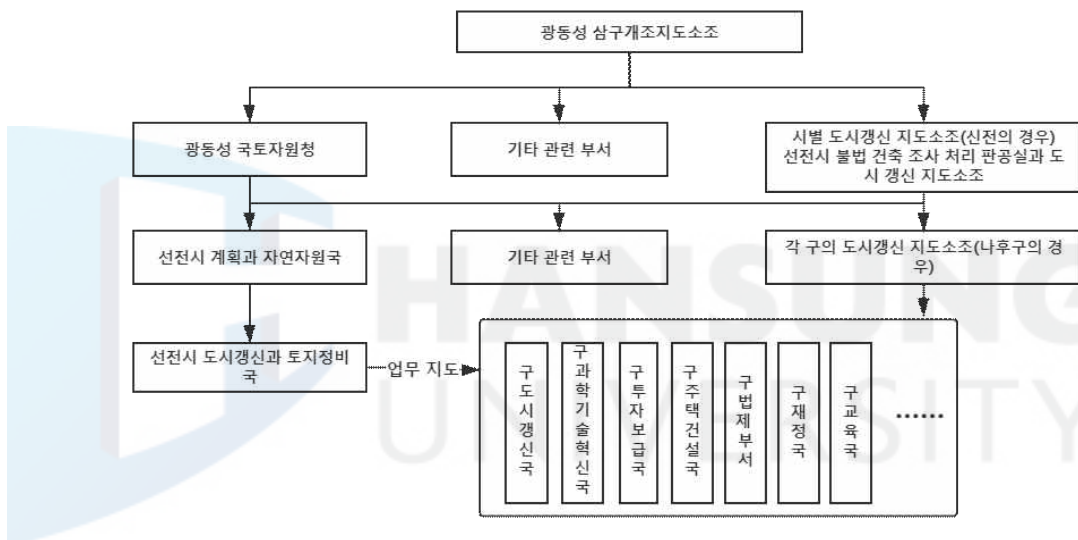 광동성 삼구개조지도소조
광동성 국토자원청
기타 관련 부서
시별 도시갱신 지도소조(신전의 경우)
선전시 불법 건축 조사 처리 판공실과 도
시 갱신 지도소조
선전시 계획과 자연자원국
기타 관련 부서
각 구의 도시갱신 지도소조(나후구의 경
우)
선전시 도시갱신과 토지정비
국
업무 지도
구도시갱신국
구과학기술혁신국
구투자보급국
구주택건설국
구법제부서
구재정국
구교육국
……
HANSUNG
UNIVERSITY